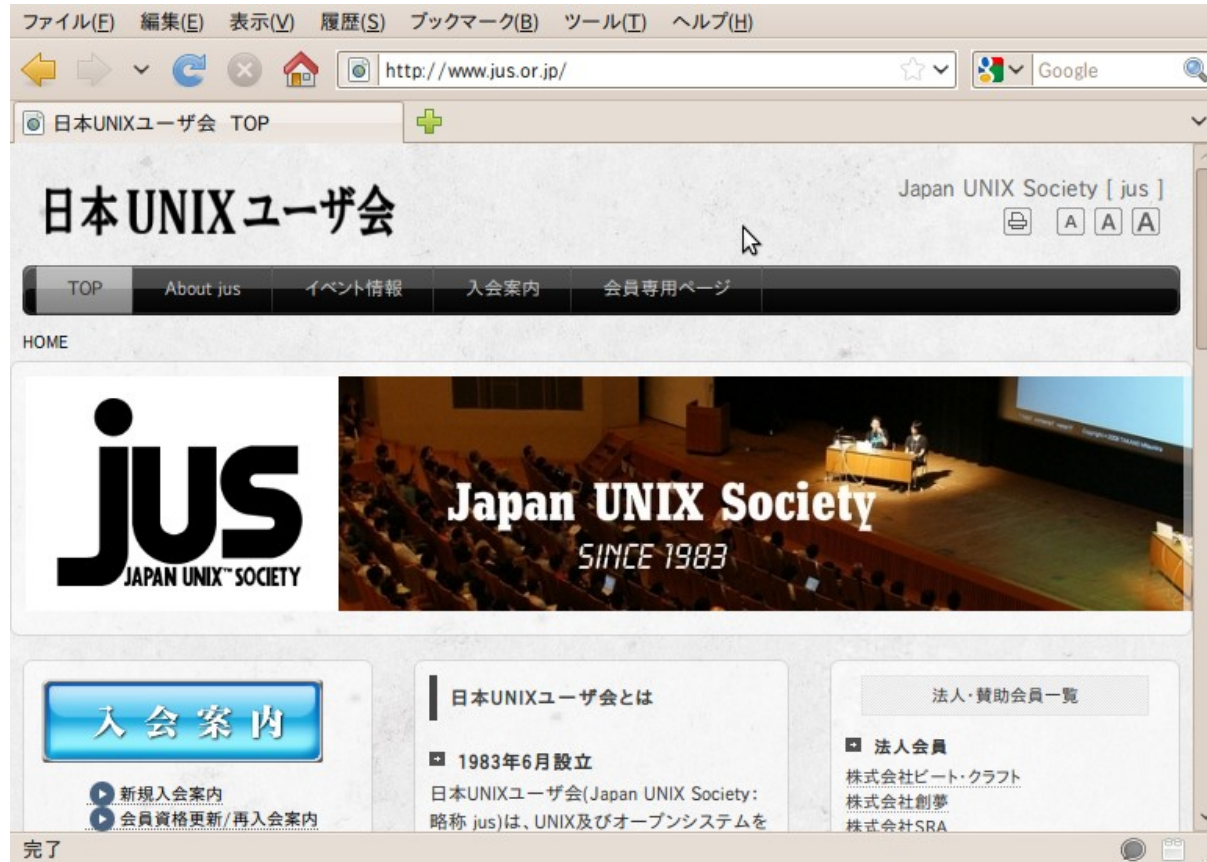 ファイル(F) 編集(E) 表示(V) 履歴(S) ブックマーク(B) ツール(T) ヘルプ(H)
http://www.jus.or.jp/ Google
日本UNIXユーザ会 TOP
日本UNIXユーザ会
Japan UNIX Society [ jus ]
A A A
TOP About jus イベント情報 入会案内 会員専用ページ
HOME
jus
JAPAN UNIX™ SOCIETY
Japan UNIX Society
SINCE 1983
入会案内
新規入会案内
会員資格更新/再入会案内
日本UNIXユーザ会とは
1983年6月設立
日本UNIXユーザ会(Japan UNIX Society:
略称 jus)は、UNIX及びオープンシステムを
法人・賛助会員一覧
法人会員
株式会社ビート・クラフト
株式会社創夢
株式会社SRA
完了